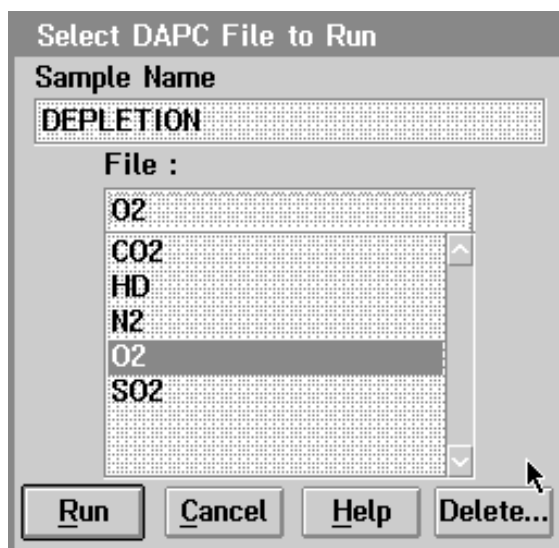 Select DAPC File to Run
Sample Name
DEPLETION
File :
O2
CO2
HD
N2
O2
SO2
Run Cancel Help Delete...